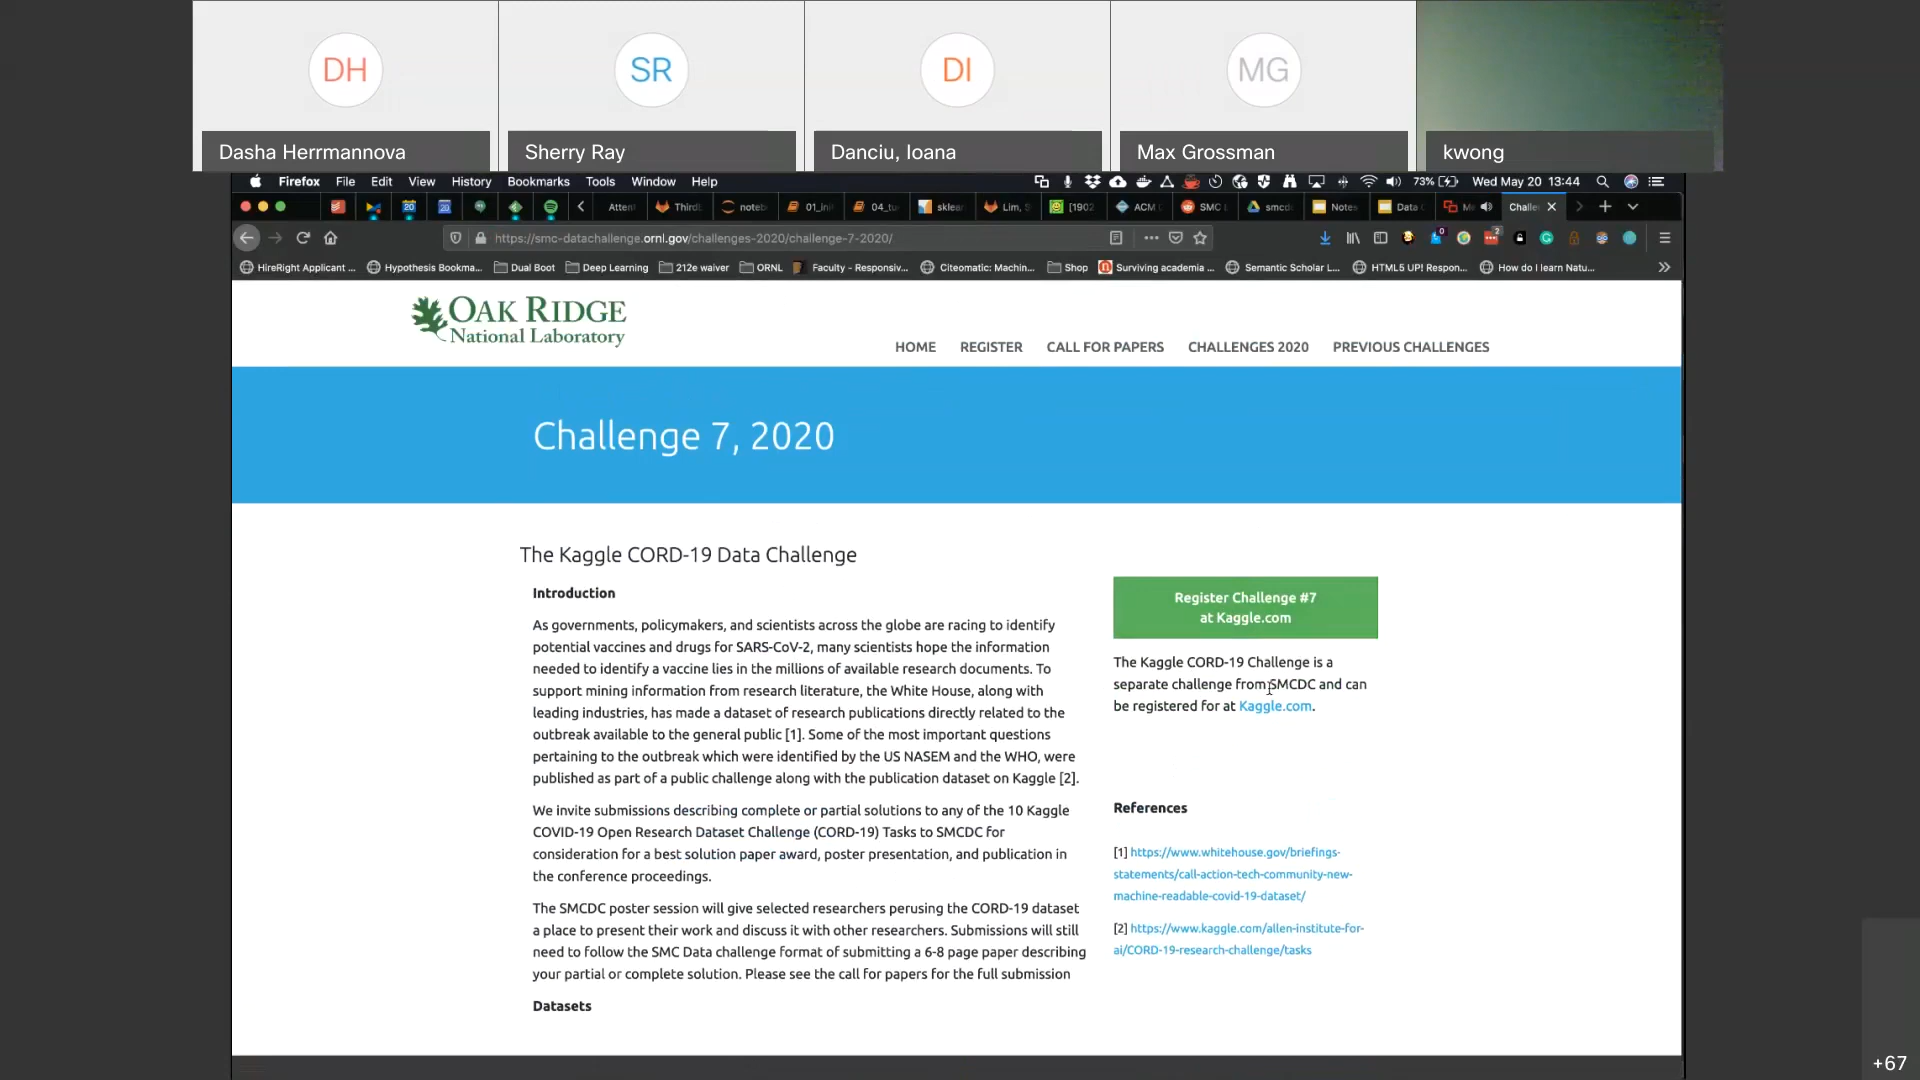 DH
SR
DI
MG
Dasha Herrmannova
Sherry Ray
Danciu, Ioana
Max Grossman
kwong
Firefox File Edit View History Bookmarks Tools Window Help
73% Wed May 20 13:44
Atten
Third
noteb
01_in
04_tu
sklea
Lim, S
[1902
ACM
SMC
smcd
Notes
Data
Me
Challe
https://smc-datachallenge.ornl.gov/challenges-2020/challenge-7-2020/
HireRight Applicant ... Hypothesis Bookma... Dual Boot Deep Learning 212e waiver ORNL Faculty - Responsiv... Citeomatic: Machin... Shop Surviving academia ... Semantic Scholar L... HTML5 UP! Respon... How do I learn Natu...
OAK RIDGE
National Laboratory
HOME REGISTER CALL FOR PAPERS CHALLENGES 2020 PREVIOUS CHALLENGES
Challenge 7, 2020
The Kaggle CORD-19 Data Challenge
Introduction
As governments, policymakers, and scientists across the globe are racing to identify
potential vaccines and drugs for SARS-CoV-2, many scientists hope the information
needed to identify a vaccine lies in the millions of available research documents. To
support mining information from research literature, the White House, along with
leading industries, has made a dataset of research publications directly related to the
outbreak available to the general public [1]. Some of the most important questions
pertaining to the outbreak which were identified by the US NASEM and the WHO, were
published as part of a public challenge along with the publication dataset on Kaggle [2].
We invite submissions describing complete or partial solutions to any of the 10 Kaggle
COVID-19 Open Research Dataset Challenge (CORD-19) Tasks to SMCDC for
consideration for a best solution paper award, poster presentation, and publication in
the conference proceedings.
The SMCDC poster session will give selected researchers perusing the CORD-19 dataset
a place to present their work and discuss it with other researchers. Submissions will still
need to follow the SMC Data challenge format of submitting a 6-8 page paper describing
your partial or complete solution. Please see the call for papers for the full submission
Datasets
Register Challenge #7
at Kaggle.com
The Kaggle CORD-19 Challenge is a
separate challenge from SMCDC and can
be registered for at Kaggle.com.
References
[1] https://www.whitehouse.gov/briefings-
statements/call-action-tech-community-new-
machine-readable-covid-19-dataset/
[2] https://www.kaggle.com/allen-institute-for-
ai/CORD-19-research-challenge/tasks
+67